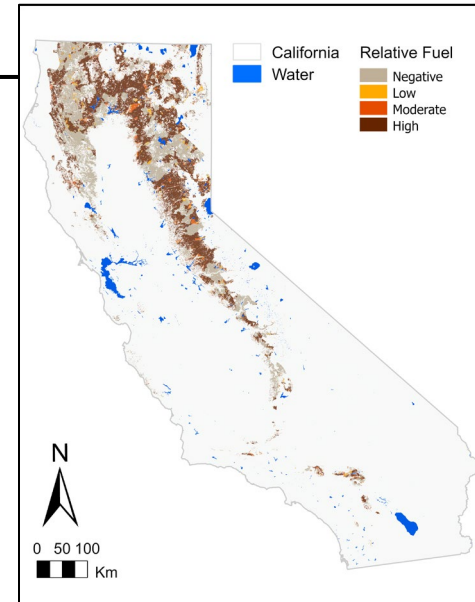 California
Water
Relative Fuel
Negative
Low
Moderate
High
N
0 50 100
Km